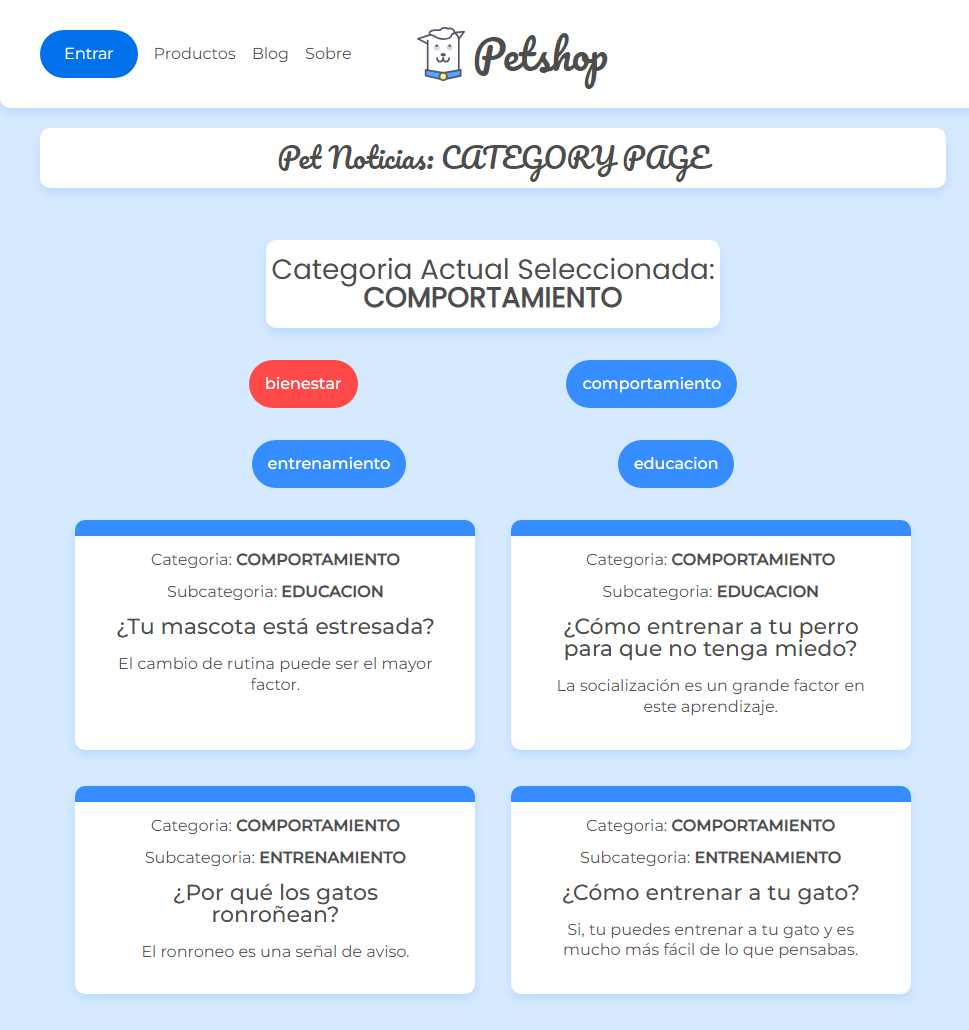 Entrar
Productos
Blog
Sobre
Petshop
Pet Noticias: CATEGORY PAGE
Categoria Actual Seleccionada:
COMPORTAMIENTO
bienestar
comportamiento
entrenamiento
educacion
Categoria: COMPORTAMIENTO
Subcategoria: EDUCACION
¿Tu mascota está estresada?
El cambio de rutina puede ser el mayor
factor.
Categoria: COMPORTAMIENTO
Subcategoria: EDUCACION
¿Cómo entrenar a tu perro
para que no tenga miedo?
La socialización es un grande factor en
este aprendizaje.
Categoria: COMPORTAMIENTO
Subcategoria: ENTRENAMIENTO
¿Por qué los gatos
ronroñean?
El ronroneo es una señal de aviso.
Categoria: COMPORTAMIENTO
Subcategoria: ENTRENAMIENTO
¿Cómo entrenar a tu gato?
Si, tu puedes entrenar a tu gato y es
mucho más fácil de lo que pensabas.